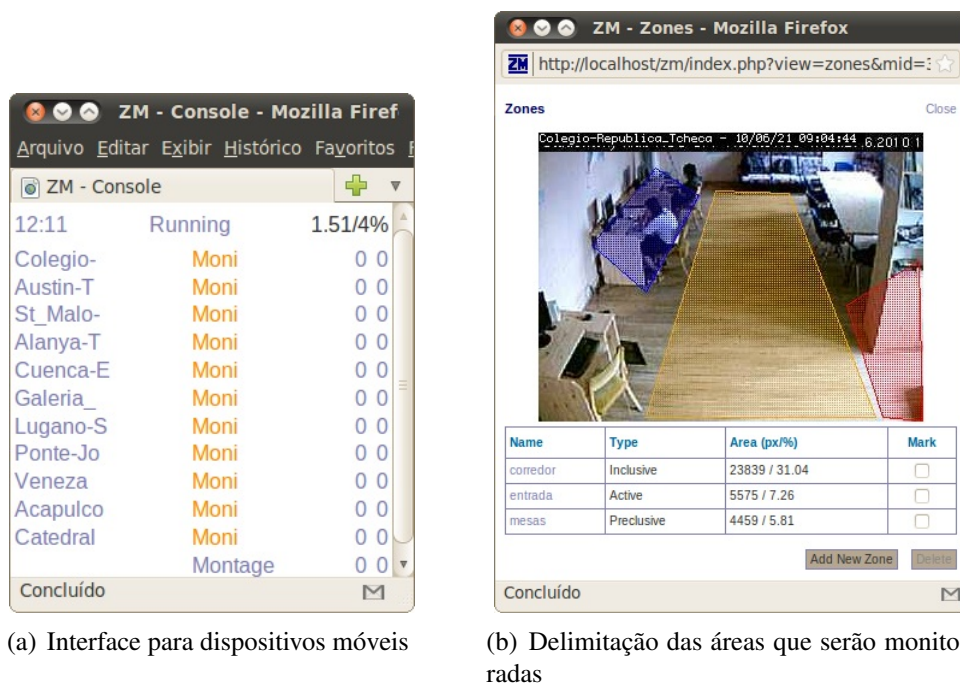 ZM - Console - Mozilla Firef
Arquivo Editar Exibir Histórico Favoritos
ZM - Console
12:11 Running 1.51/4%
Colegio- Moni 0 0
Austin-T Moni 0 0
St_Malo- Moni 0 0
Alanya-T Moni 0 0
Cuenca-E Moni 0 0
Galeria_ Moni 0 0
Lugano-S Moni 0 0
Ponte-Jo Moni 0 0
Veneza Moni 0 0
Acapulco Moni 0 0
Catedral Moni 0 0
Montage 0 0
Concluído
(a) Interface para dispositivos móveis
ZM - Zones - Mozilla Firefox
ZM http://localhost/zm/index.php?view=zones&mid=
Zones Close
Colegio-Republica_Tcheca - 10/06/21 09:04:44
Name Type Area (px/%) Mark
corredor Inclusive 23839 / 31.04
entrada Active 5575 / 7.26
mesas Preclusive 4459 / 5.81
Add New Zone Delete
Concluído
(b) Delimitação das áreas que serão monito
radas